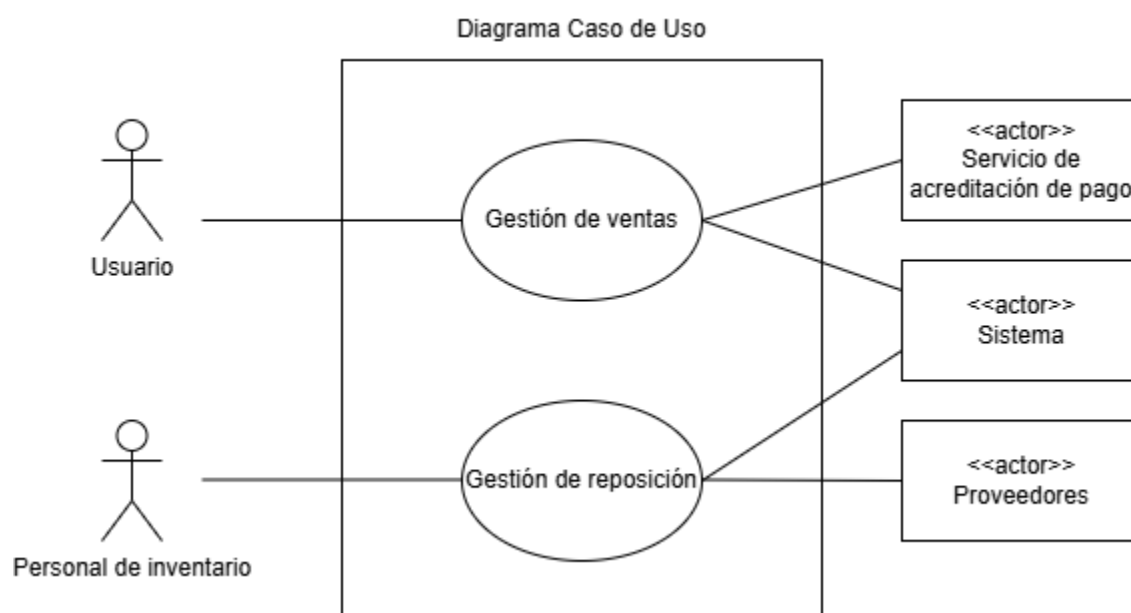 Diagrama Caso de Uso
<<actor>>
Servicio de
acreditación de pago
Gestión de ventas
Usuario
<<actor>>
Sistema
<<actor>>
Proveedores
Gestión de reposición
Personal de inventario